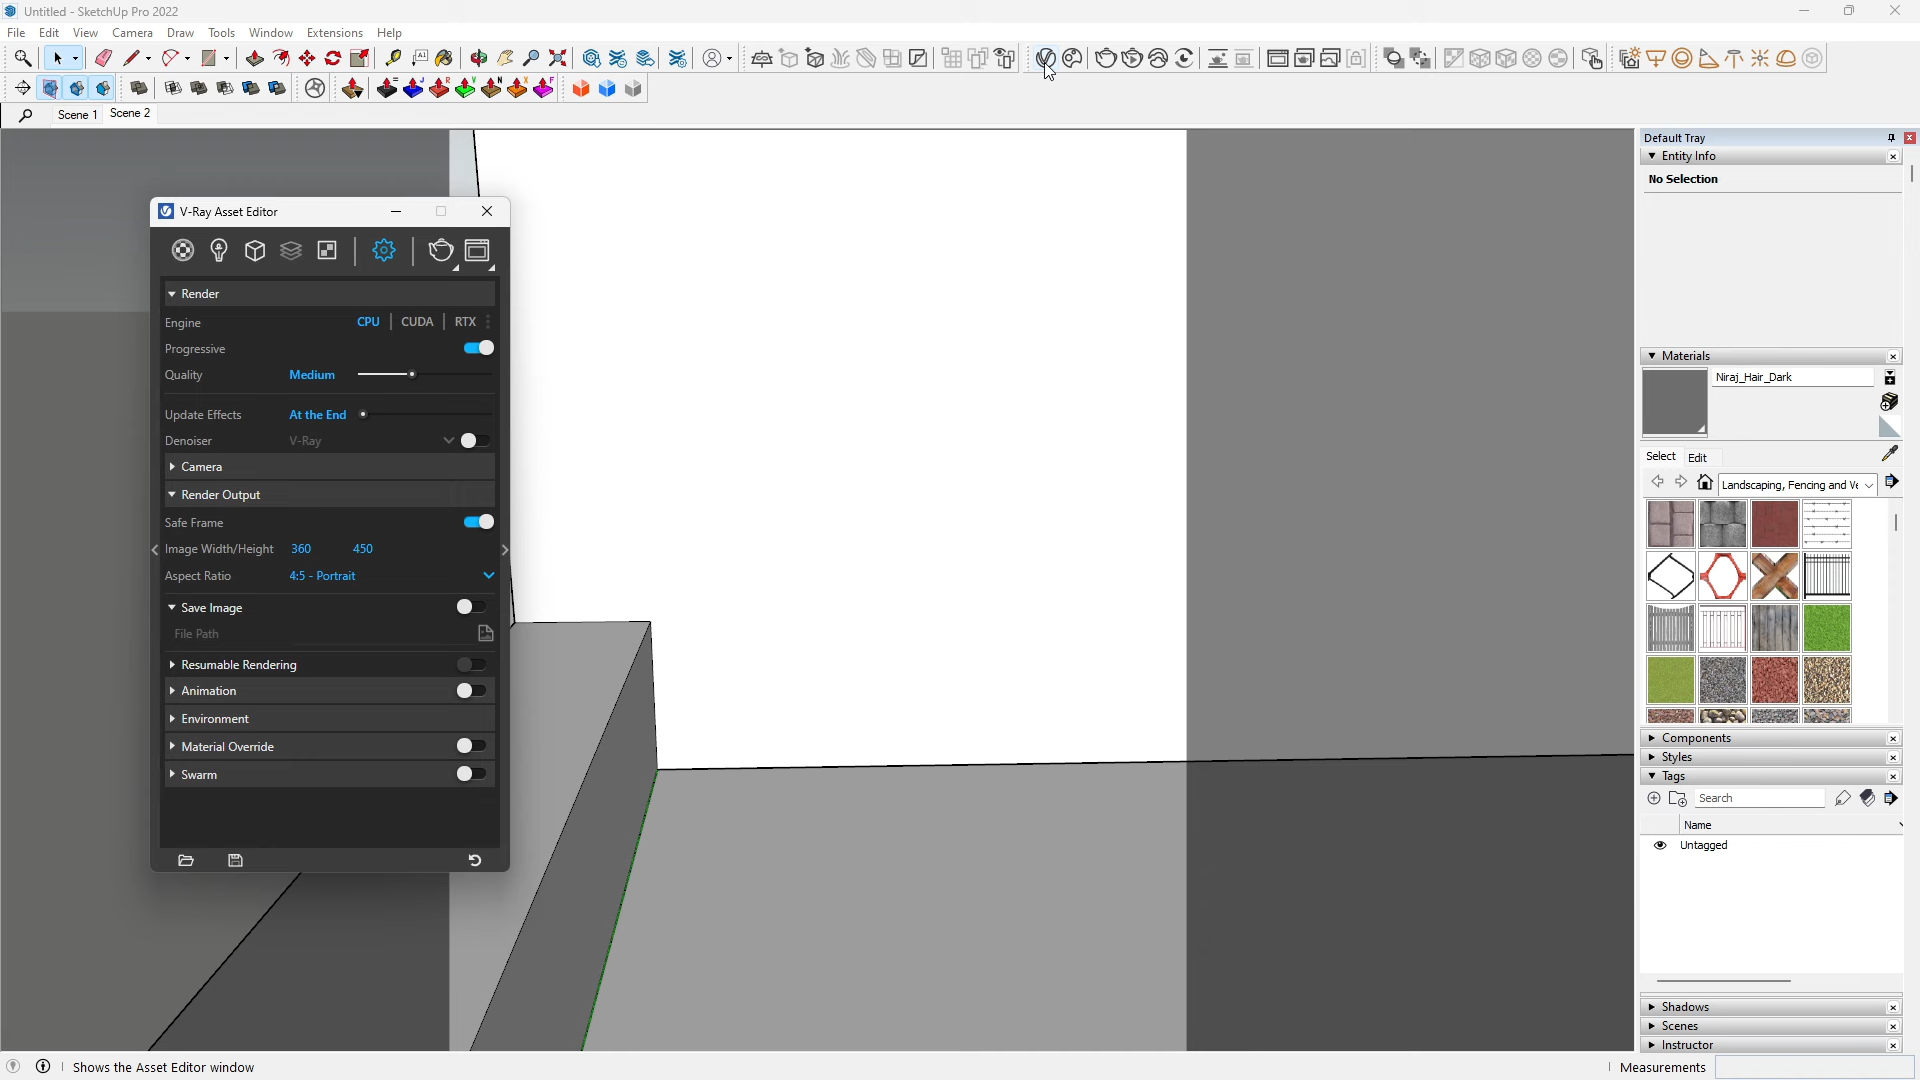 Untitled - SketchUp Pro 2022
File Edit View Camera Draw Tools Window Extensions Help
A1
= J R V N X F
Scene 1 Scene 2
Default Tray
Entity Info
No Selection
V-Ray Asset Editor
Render
Engine CPU CUDA RTX
Progressive
Quality Medium
Update Effects At the End
Denoiser V-Ray
Camera
Render Output
Safe Frame
Image Width/Height 360 450
Aspect Ratio 4:5 - Portrait
Save Image
File Path
Resumable Rendering
Animation
Environment
Material Override
Swarm
Materials
Niraj_Hair_Dark
Select Edit
Landscaping, Fencing and Ve
Components
Styles
Tags
Search
Name
Untagged
Shadows
Scenes
Instructor
Shows the Asset Editor window
Measurements